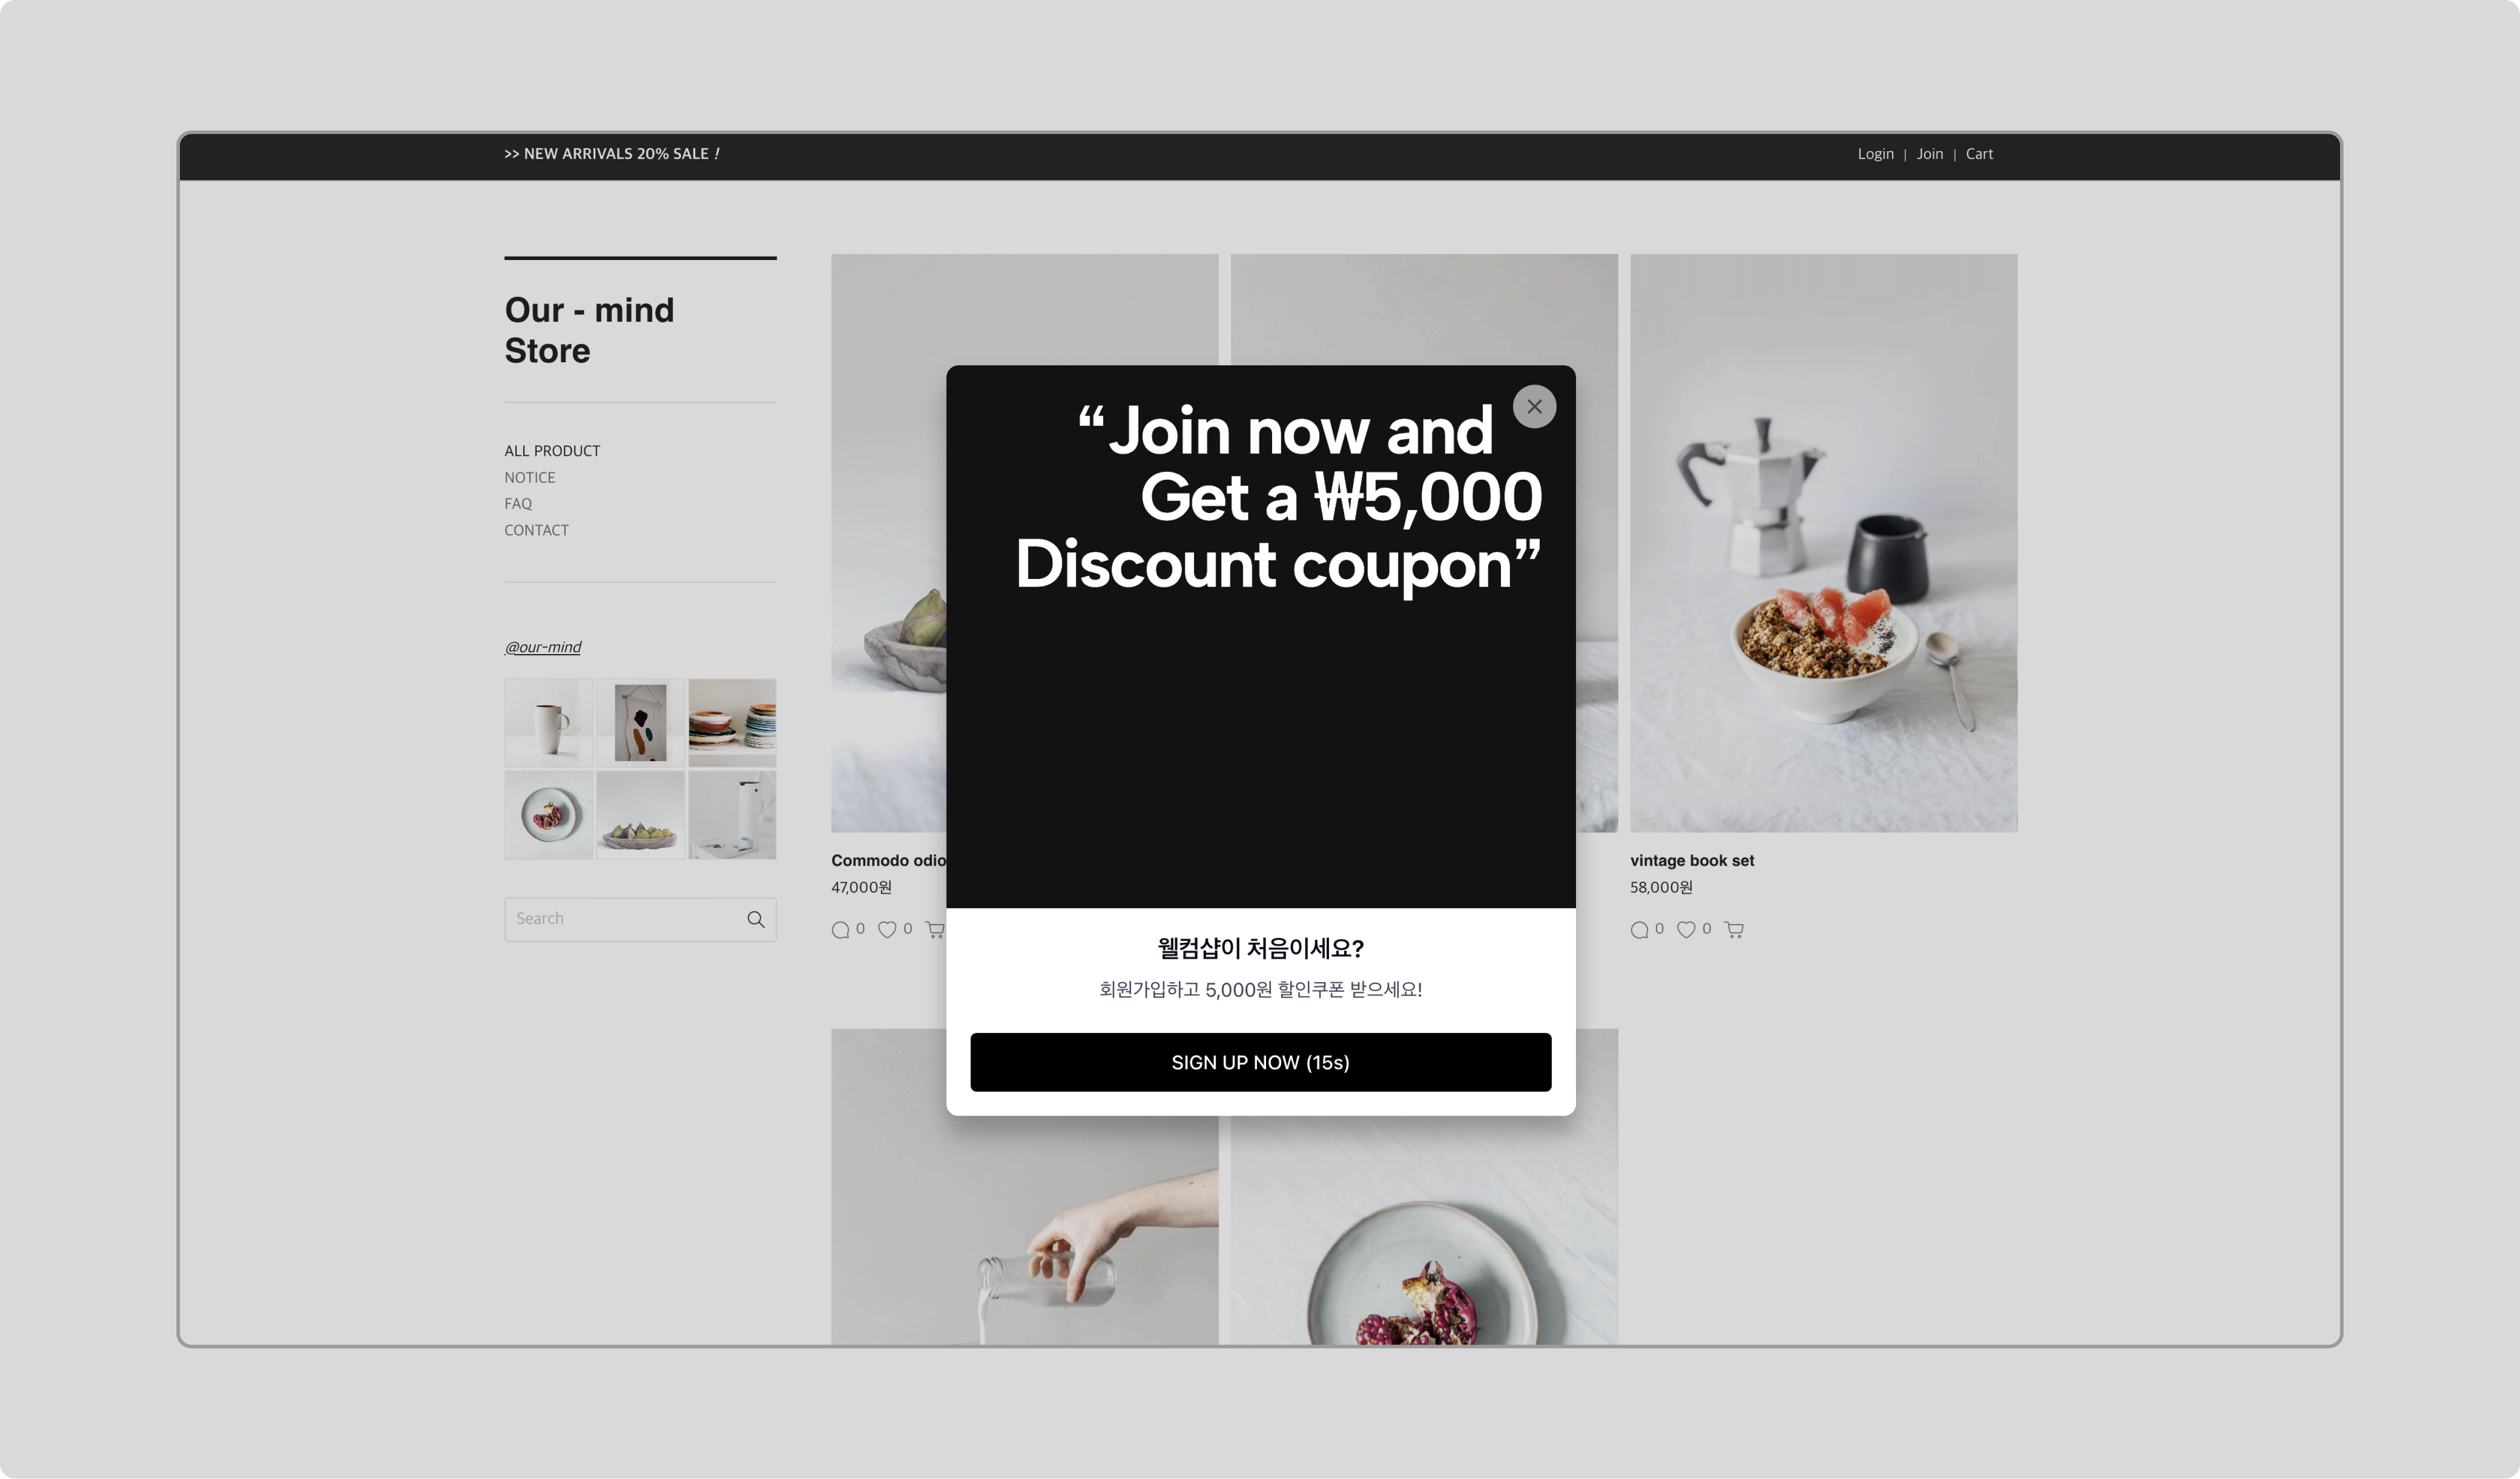 >> NEW ARRIVALS 20% SALE !
Login | Join | Cart
Our - mind
Store
ALL PRODUCT
NOTICE
FAQ
CONTACT
@our-mind
Search
“Join now and
Get a ₩5,000
Discount coupon”
웰컴샵이 처음이세요?
회원가입하고 5,000원 할인쿠폰 받으세요!
SIGN UP NOW (15s)
Commodo odio
47,000원
0 0
vintage book set
58,000원
0 0